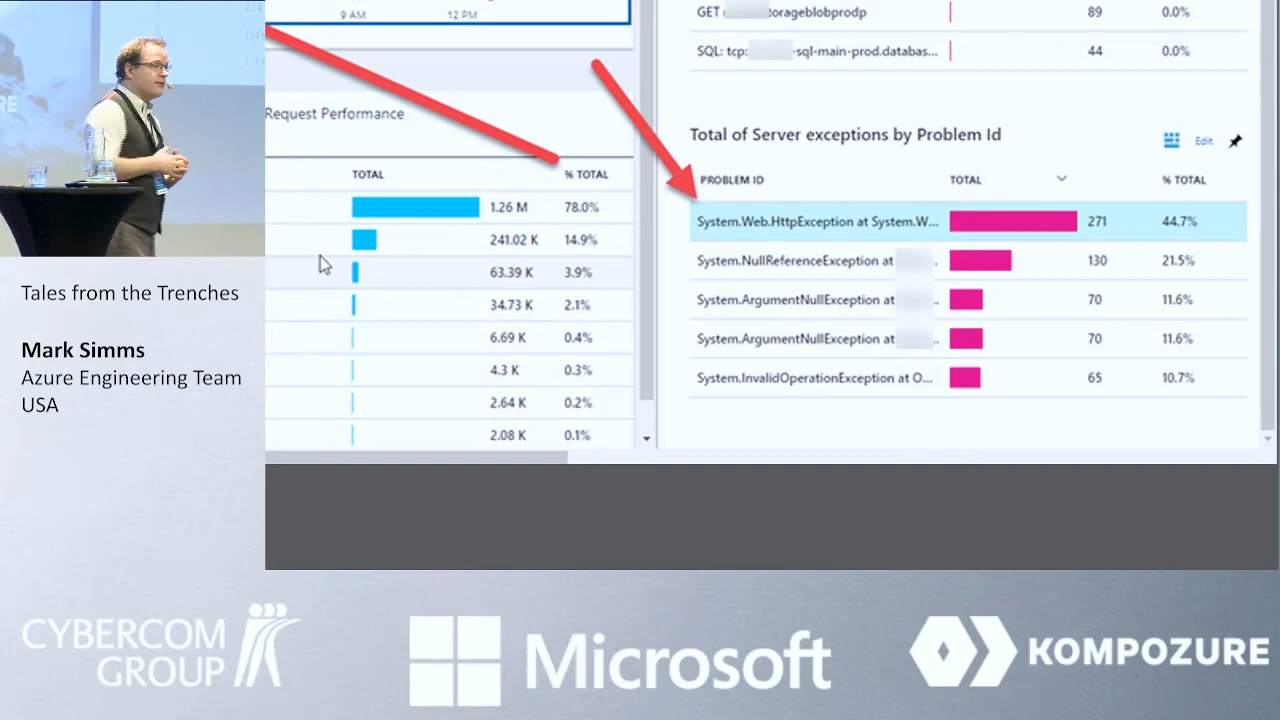 RE
Tales from the Trenches
Mark Simms
Azure Engineering Team
USA
9 AM 12 PM
Request Performance
TOTAL % TOTAL
1.26 M 78.0%
241.02 K 14.9%
63.39 K 3.9%
34.73 K 2.1%
6.69 K 0.4%
4.3 K 0.3%
2.64 K 0.2%
2.08 K 0.1%
GET torageblobprodp 89 0.0%
SQL: tcp: -sql-main-prod.databas... 44 0.0%
Total of Server exceptions by Problem Id
Edit
PROBLEM ID TOTAL % TOTAL
System.Web.HttpException at System.W... 271 44.7%
System.NullReferenceException at 130 21.5%
System.ArgumentNullException at 70 11.6%
System.ArgumentNullException at 70 11.6%
System.InvalidOperationException at O... 65 10.7%
CYBERCOM
GROUP
Microsoft
KOMPOZURE